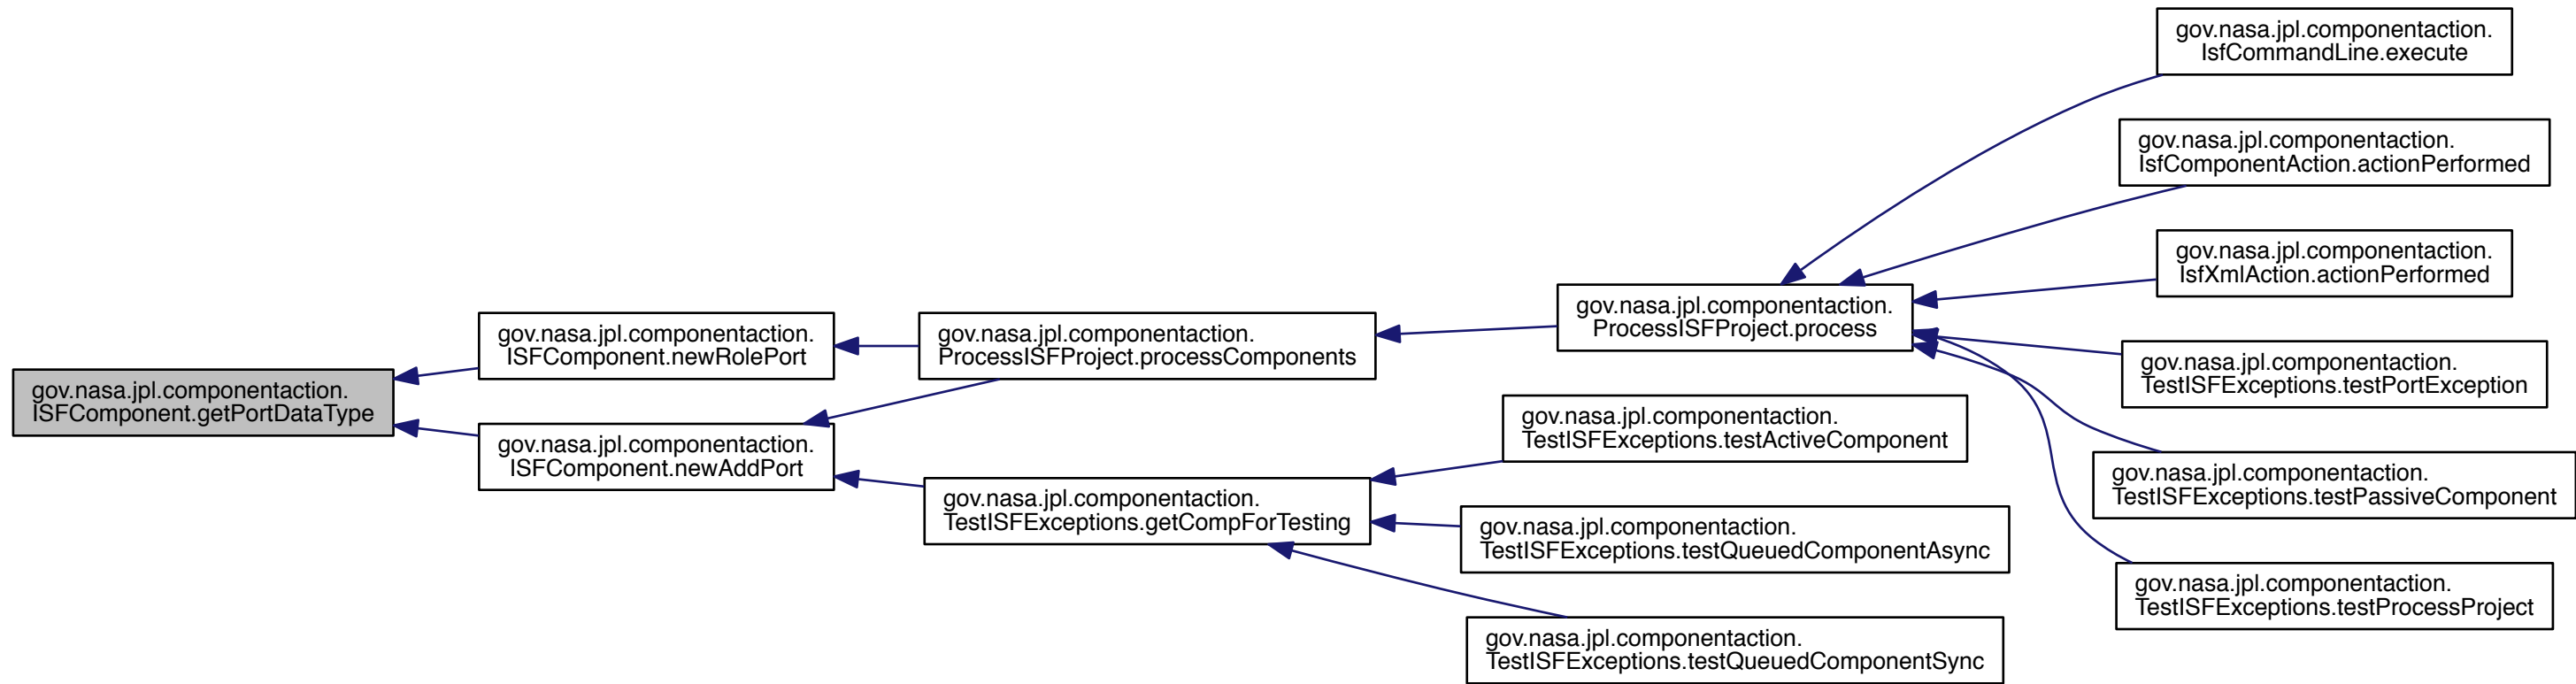 gov.nasa.jpl.componentaction.
IsfCommandLine.execute
gov.nasa.jpl.componentaction.
IsfComponentAction.actionPerformed
gov.nasa.jpl.componentaction.
IsfXmlAction.actionPerformed
gov.nasa.jpl.componentaction.
ProcessISFProject.process
gov.nasa.jpl.componentaction.
ISFComponent.newRolePort
gov.nasa.jpl.componentaction.
ProcessISFProject.processComponents
gov.nasa.jpl.componentaction.
TestISFExceptions.testPortException
gov.nasa.jpl.componentaction.
ISFComponent.getPortDataType
gov.nasa.jpl.componentaction.
TestISFExceptions.testActiveComponent
gov.nasa.jpl.componentaction.
ISFComponent.newAddPort
gov.nasa.jpl.componentaction.
TestISFExceptions.testPassiveComponent
gov.nasa.jpl.componentaction.
TestISFExceptions.getCompForTesting
gov.nasa.jpl.componentaction.
TestISFExceptions.testQueuedComponentAsync
gov.nasa.jpl.componentaction.
TestISFExceptions.testProcessProject
gov.nasa.jpl.componentaction.
TestISFExceptions.testQueuedComponentSync